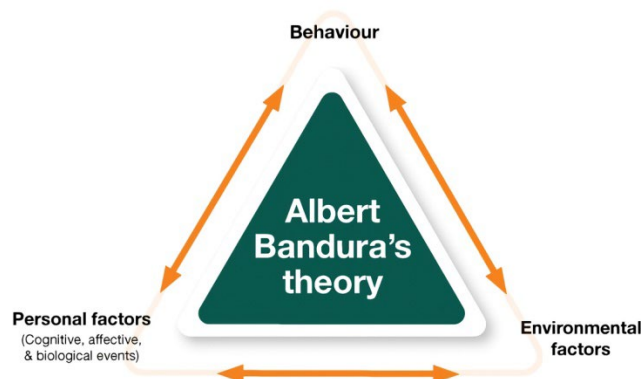 Behaviour
Albert
Bandura's
theory
Personal factors
(Cognitive, affective,
& biological events)
Environmental
factors